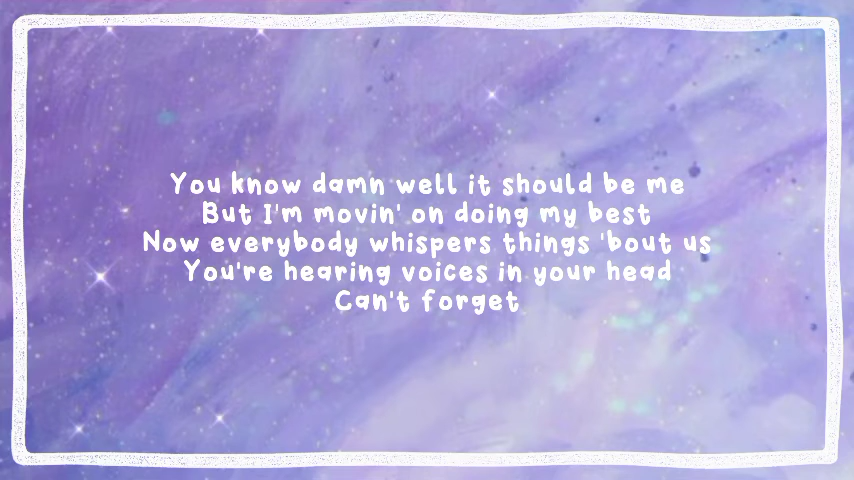 You know damn well it should be me
But I'm movin' on doing my best
Now everybody whispers things 'bout us
You're hearing voices in your head
Can't forget